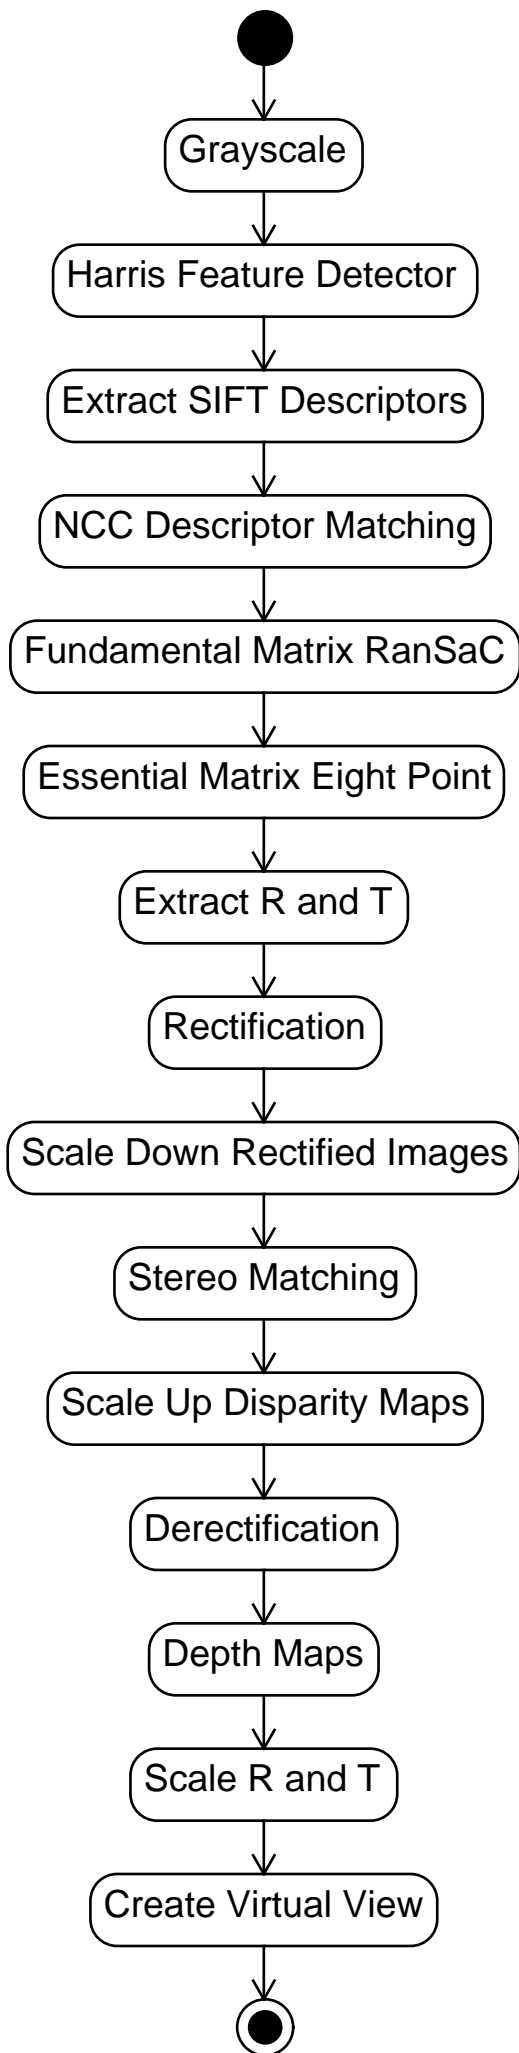 Grayscale
Harris Feature Detector
Extract SIFT Descriptors
NCC Descriptor Matching
Fundamental Matrix RanSaC
Essential Matrix Eight Point
Extract R and T
Rectification
Scale Down Rectified Images
Stereo Matching
Scale Up Disparity Maps
Derectification
Depth Maps
Scale R and T
Create Virtual View